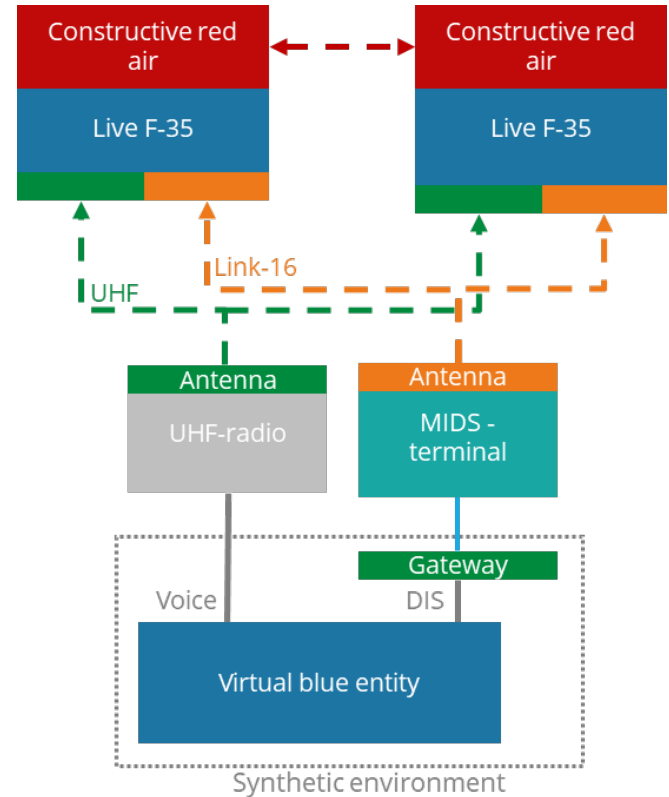 Constructive red
air
Constructive red
air
Live F-35
Live F-35
Link-16
UHF
Antenna
Antenna
UHF-radio
MIDS -
terminal
Gateway
Voice
DIS
Virtual blue entity
Synthetic environment